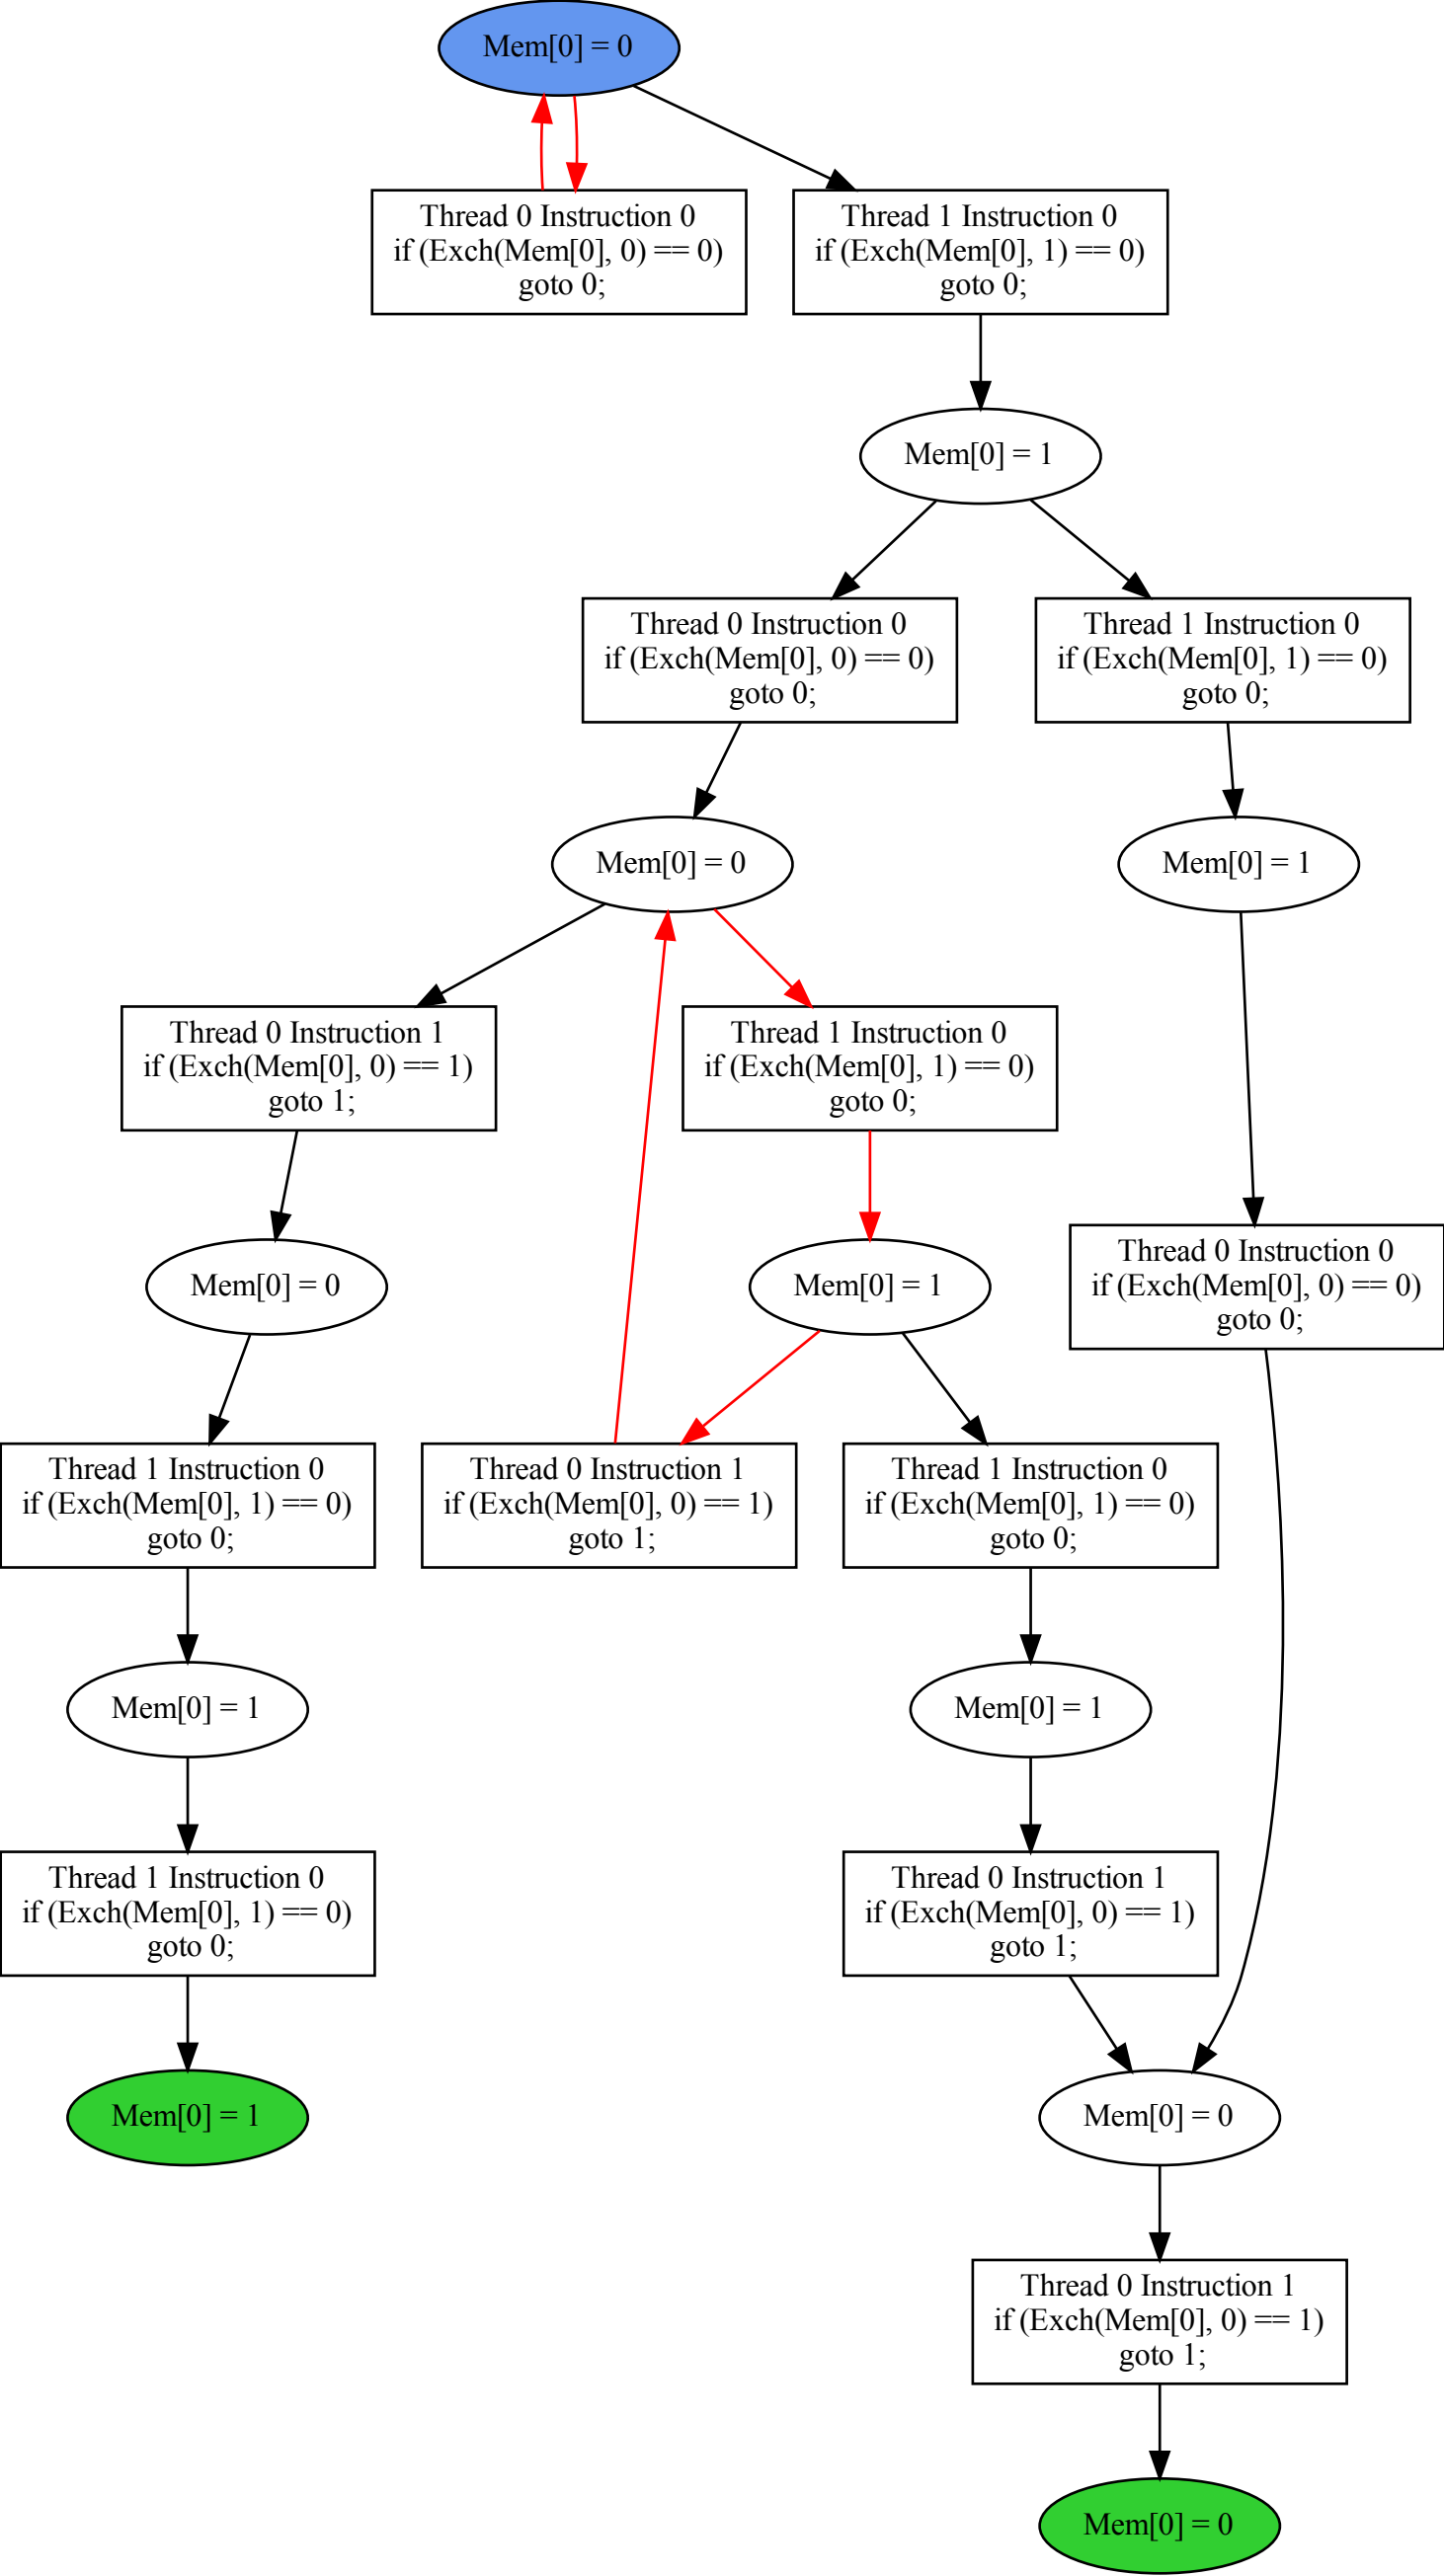 Mem[0] = 0
Thread 0 Instruction 0
if (Exch(Mem[0], 0) == 0)
goto 0;
Thread 1 Instruction 0
if (Exch(Mem[0], 1) == 0)
goto 0;
Mem[0] = 1
Thread 0 Instruction 0
if (Exch(Mem[0], 0) == 0)
goto 0;
Thread 1 Instruction 0
if (Exch(Mem[0], 1) == 0)
goto 0;
Mem[0] = 0
Mem[0] = 1
Thread 0 Instruction 1
if (Exch(Mem[0], 0) == 1)
goto 1;
Thread 1 Instruction 0
if (Exch(Mem[0], 1) == 0)
goto 0;
Mem[0] = 0
Mem[0] = 1
Thread 0 Instruction 0
if (Exch(Mem[0], 0) == 0)
goto 0;
Thread 1 Instruction 0
if (Exch(Mem[0], 1) == 0)
goto 0;
Thread 0 Instruction 1
if (Exch(Mem[0], 0) == 1)
goto 1;
Thread 1 Instruction 0
if (Exch(Mem[0], 1) == 0)
goto 0;
Mem[0] = 1
Mem[0] = 1
Thread 1 Instruction 0
if (Exch(Mem[0], 1) == 0)
goto 0;
Thread 0 Instruction 1
if (Exch(Mem[0], 0) == 1)
goto 1;
Mem[0] = 1
Mem[0] = 0
Thread 0 Instruction 1
if (Exch(Mem[0], 0) == 1)
goto 1;
Mem[0] = 0